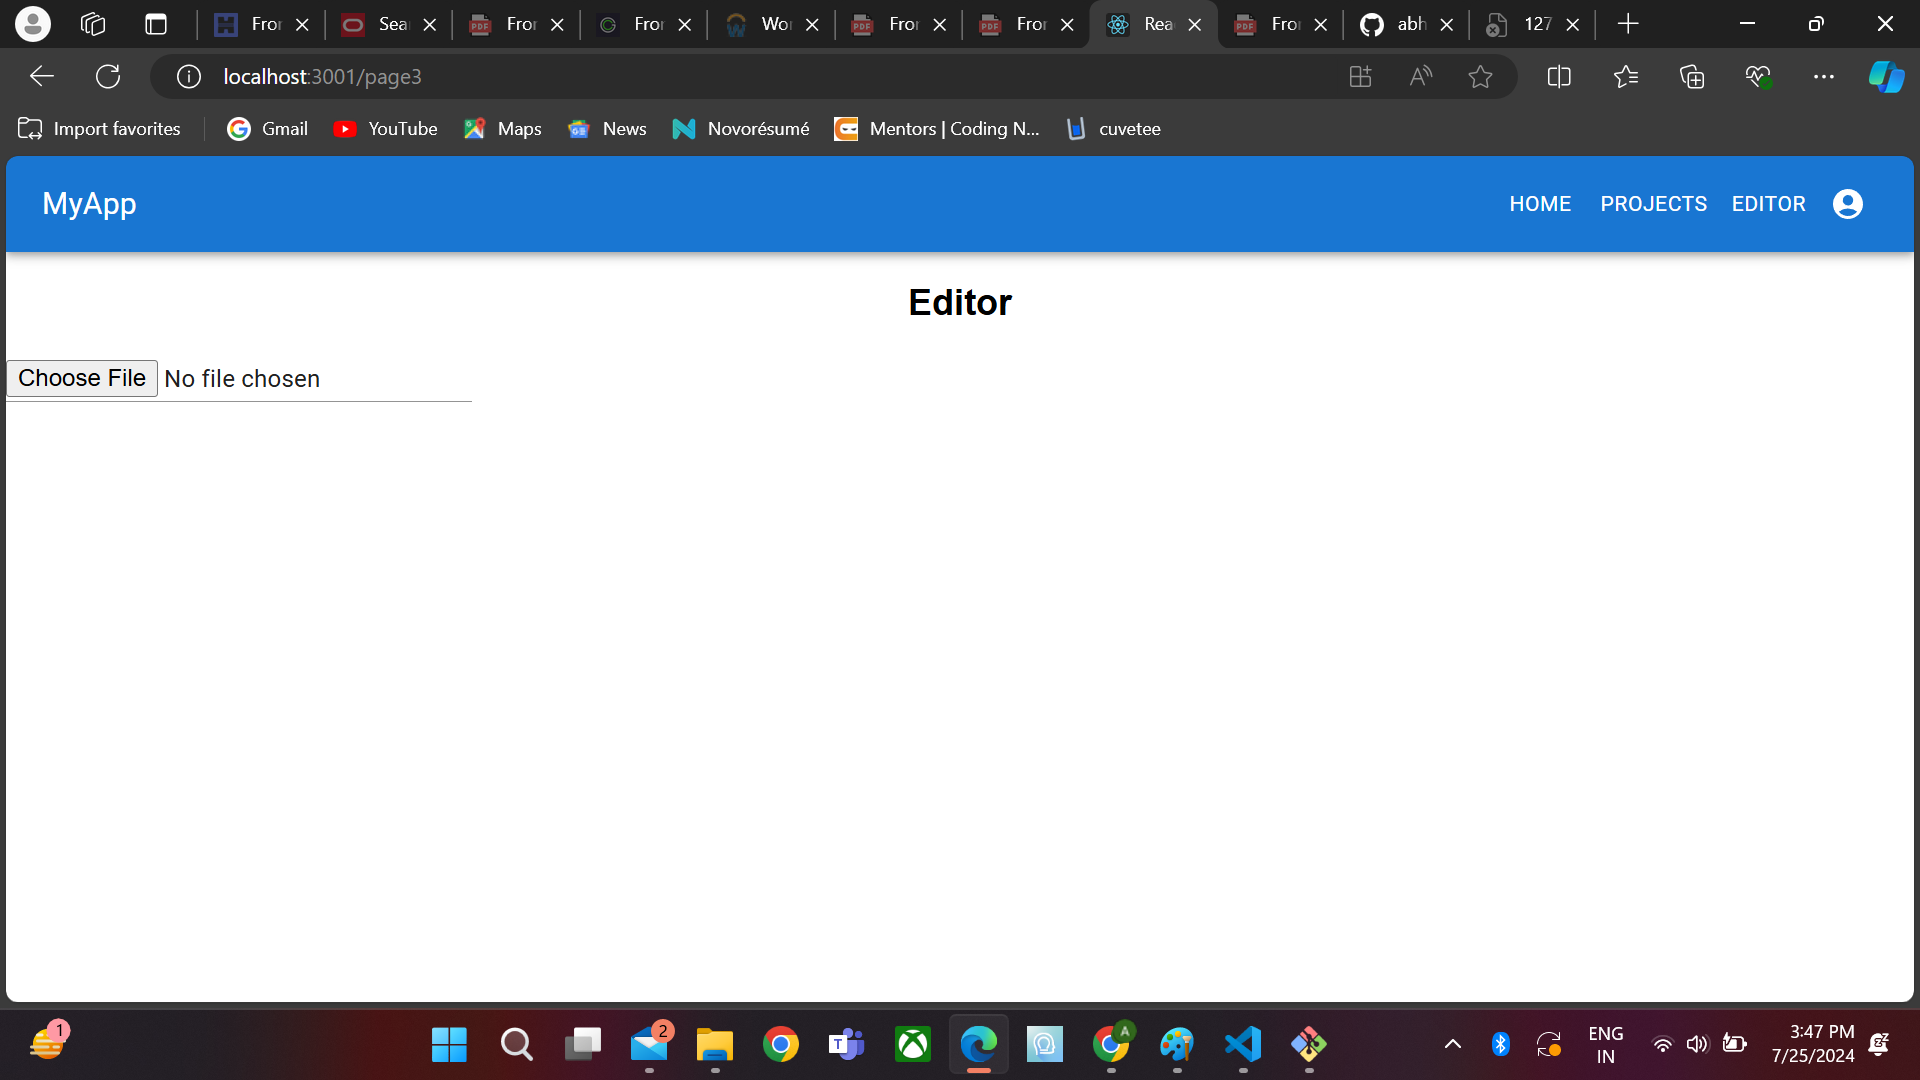 Fror Sea Fror Fror Wor Fror Fror Rea Fror abh 127
localhost:3001/page3
Import favorites Gmail YouTube Maps News Novorésumé Mentors | Coding N... cuvetee
MyApp HOME PROJECTS EDITOR
Editor
Choose File No file chosen
1 2 T A ENG 3:47 PM
IN 7/25/2024